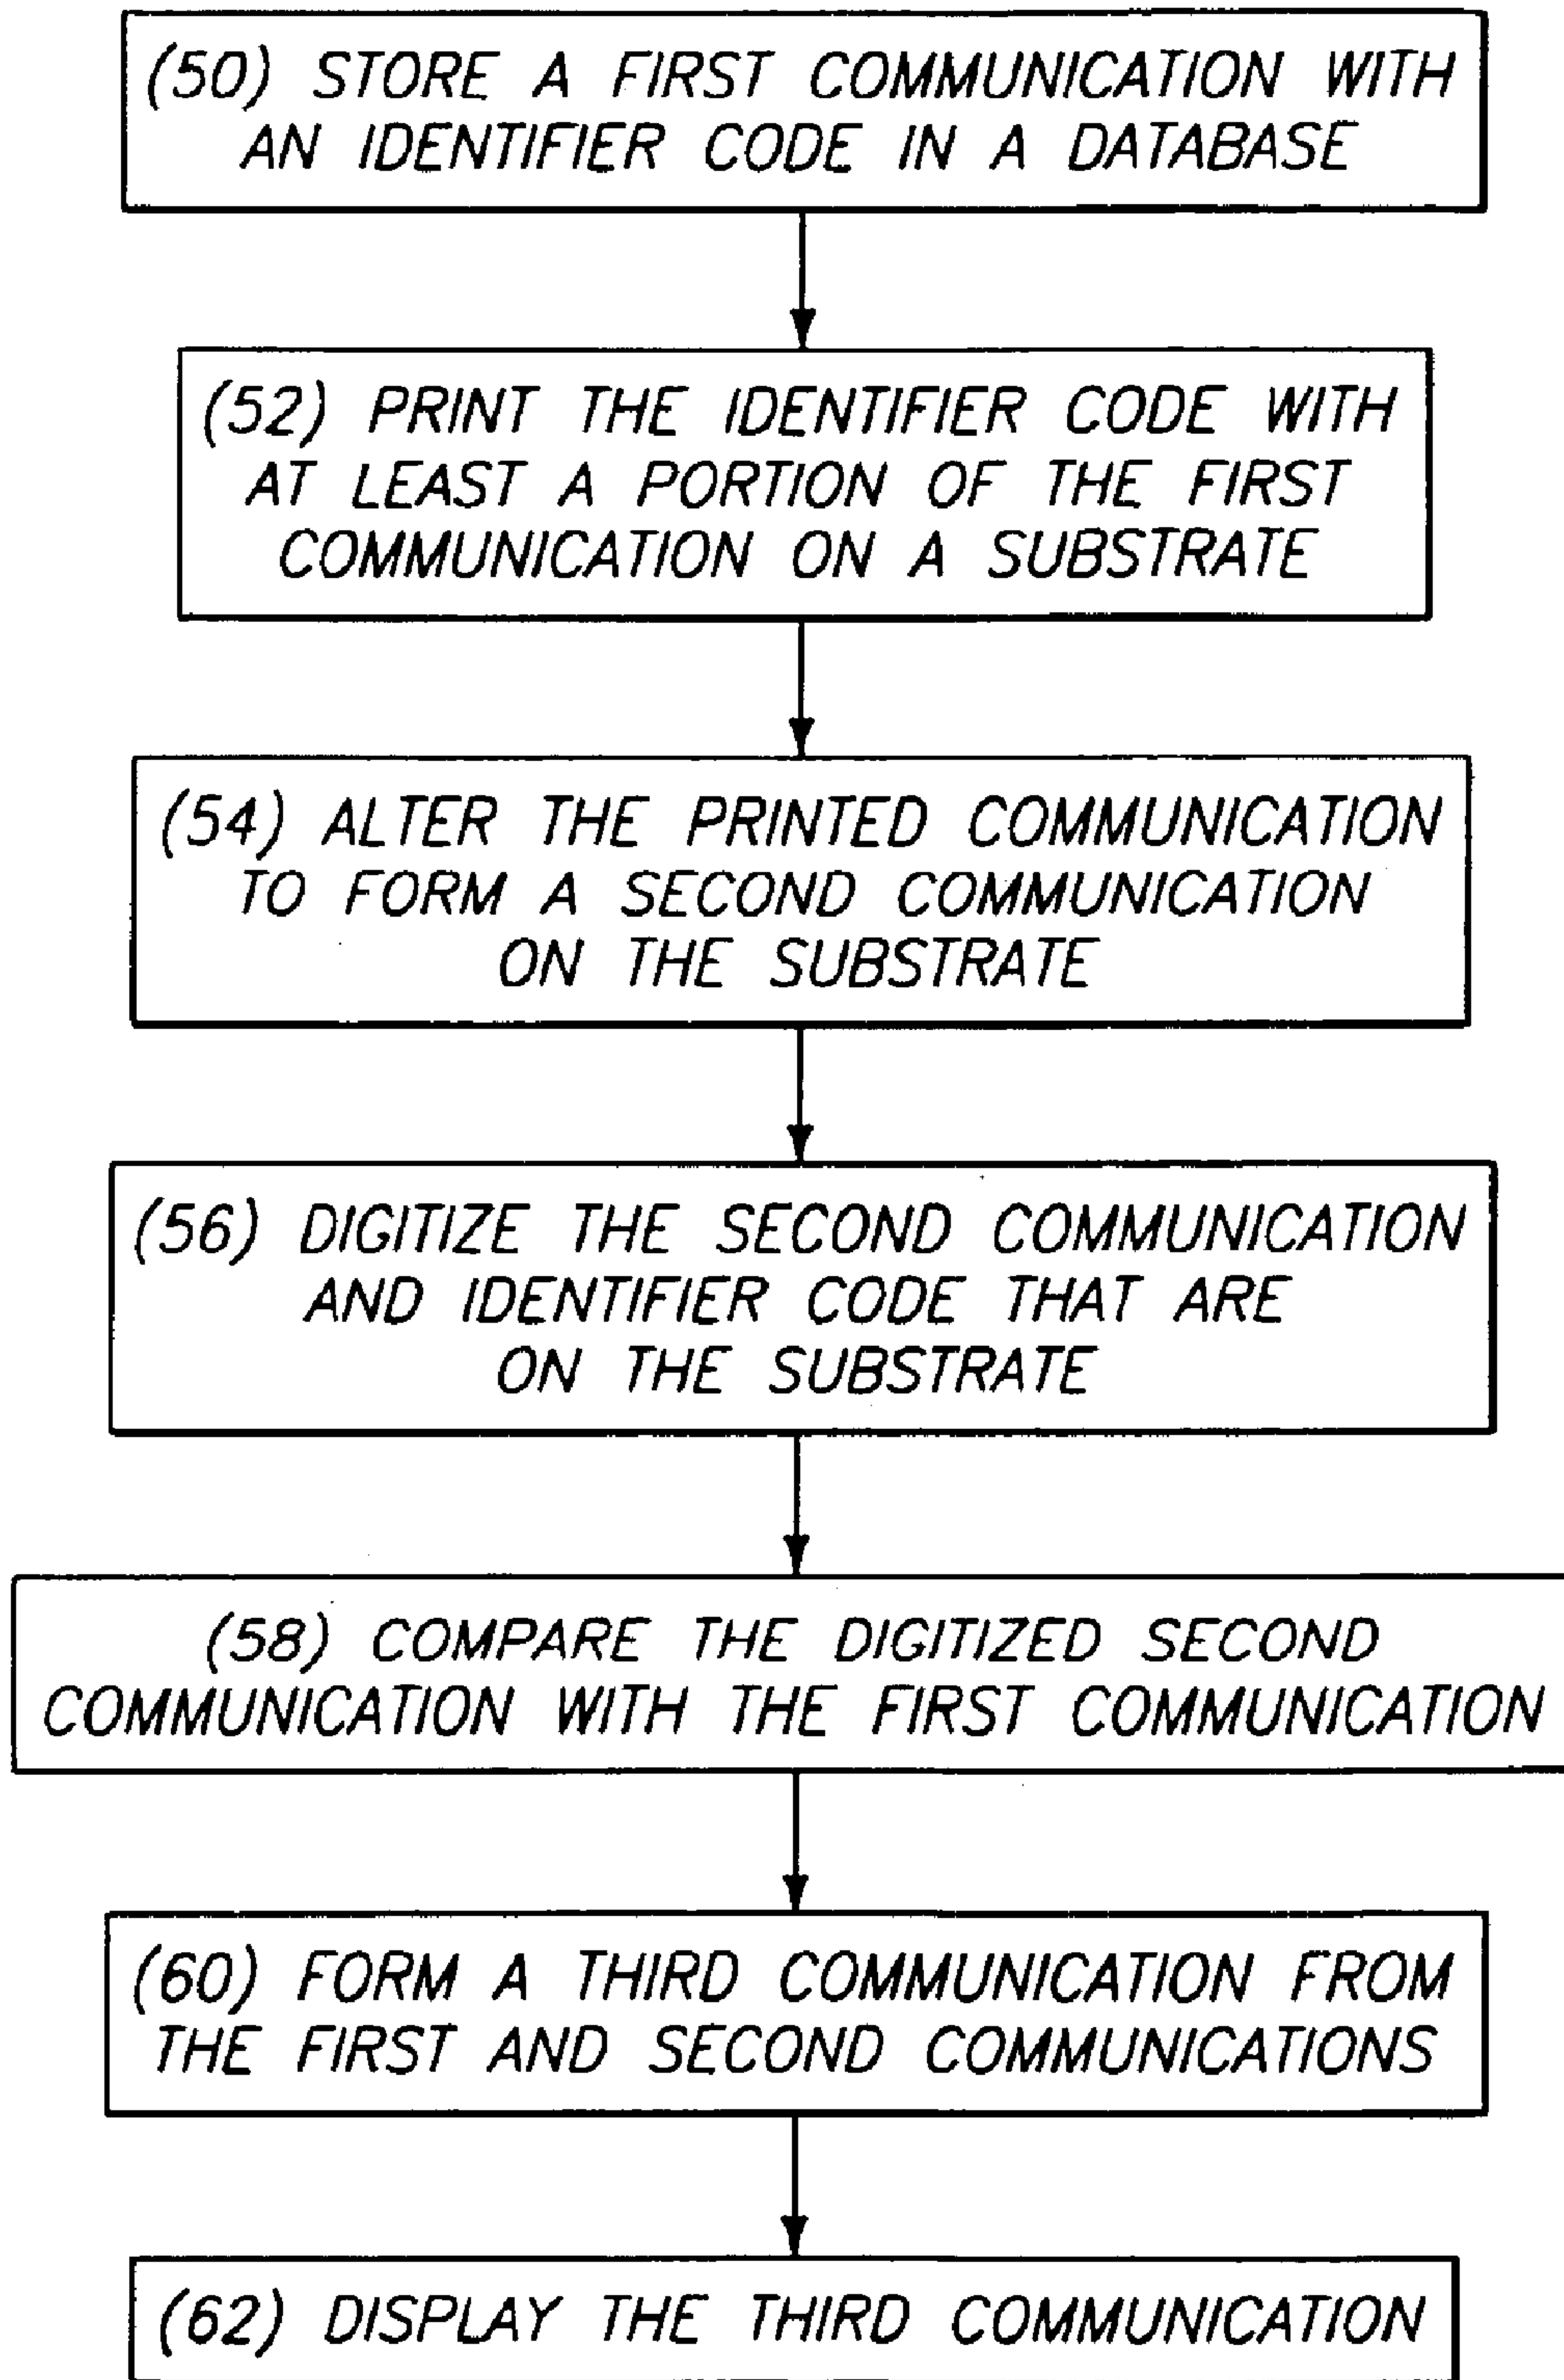 (50) STORE A FIRST COMMUNICATION WITH
AN IDENTIFIER CODE IN A DATABASE
(52) PRINT THE IDENTIFIER CODE WITH
AT LEAST A PORTION OF THE FIRST
COMMUNICATION ON A SUBSTRATE
(54) ALTER THE PRINTED COMMUNICATION
TO FORM A SECOND COMMUNICATION
ON THE SUBSTRATE
(56) DIGITIZE THE SECOND COMMUNICATION
AND IDENTIFIER CODE THAT ARE
ON THE SUBSTRATE
(58) COMPARE THE DIGITIZED SECOND
COMMUNICATION WITH THE FIRST COMMUNICATION
(60) FORM A THIRD COMMUNICATION FROM
THE FIRST AND SECOND COMMUNICATIONS
(62) DISPLAY THE THIRD COMMUNICATION